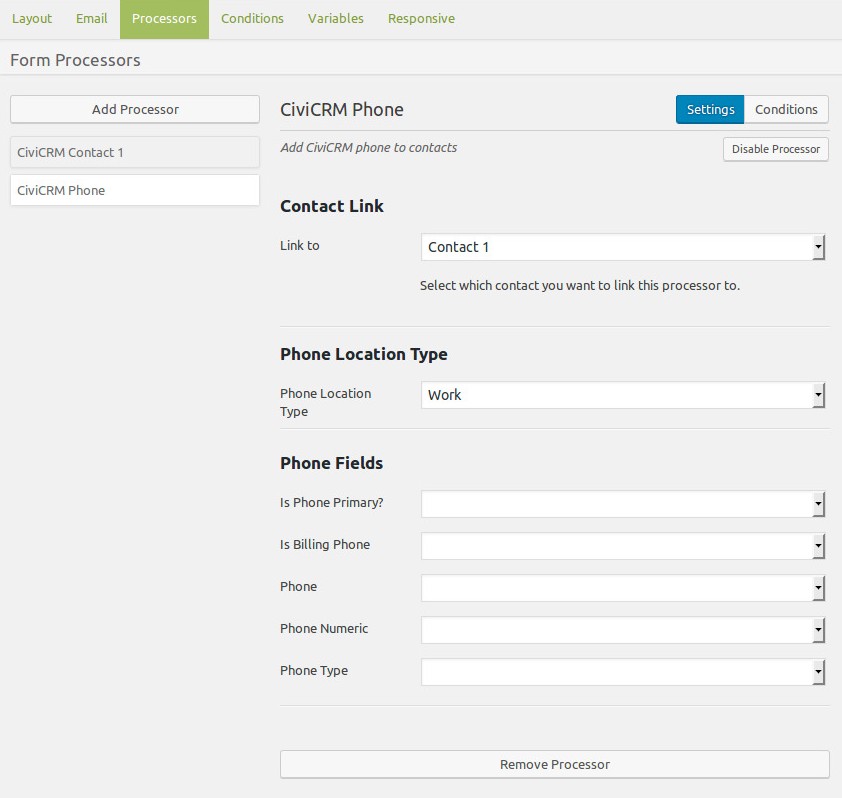 Layout Email Processors Conditions Variables Responsive
Form Processors
Add Processor
CiviCRM Contact 1
CiviCRM Phone
CiviCRM Phone
Settings Conditions
Add CiviCRM phone to contacts
Disable Processor
Contact Link
Link to Contact 1
Select which contact you want to link this processor to.
Phone Location Type
Phone Location
Type
Work
Phone Fields
Is Phone Primary?
Is Billing Phone
Phone
Phone Numeric
Phone Type
Remove Processor